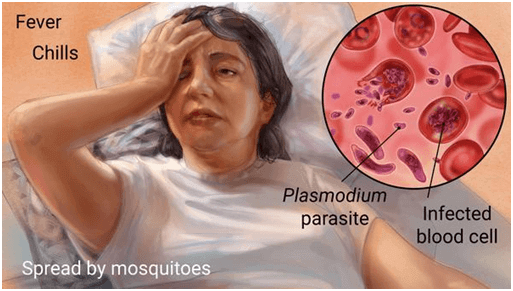 Fever
Chills
Plasmodium
parasite
Infected
blood cell
Spread by mosquitoes